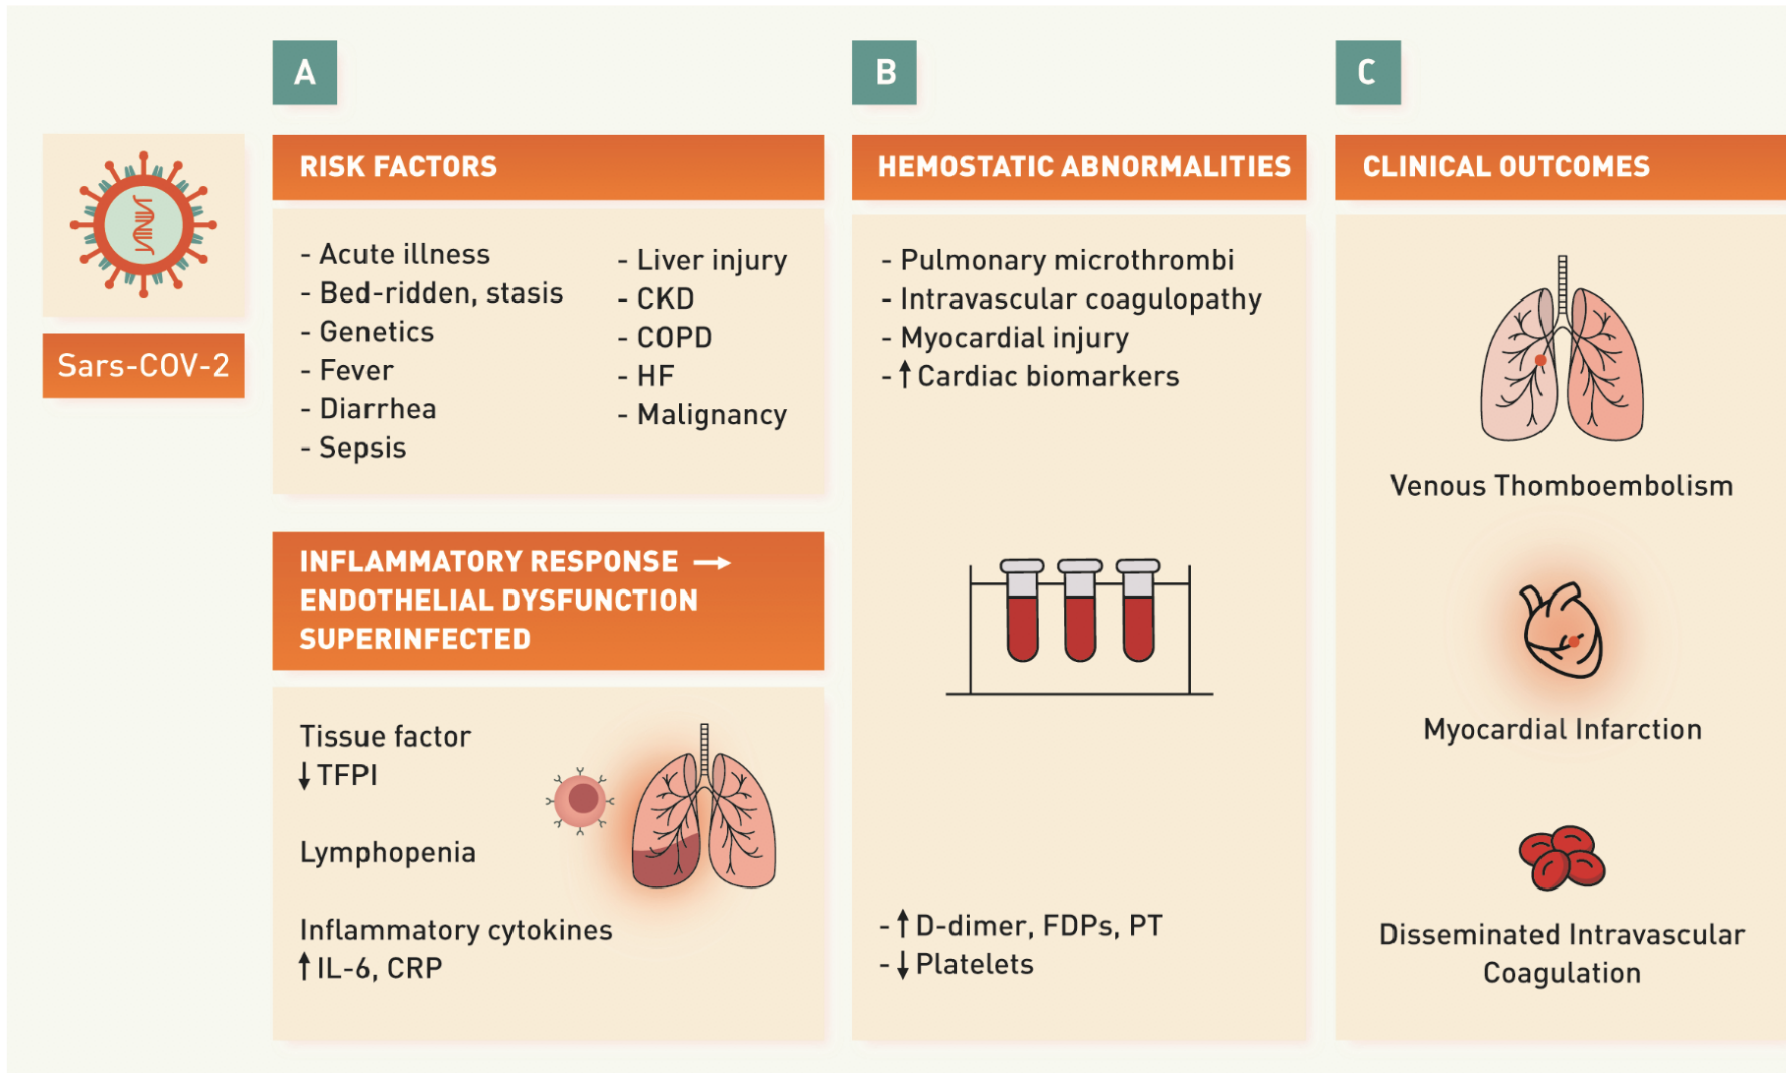 A
B
C
Sars-COV-2
RISK FACTORS
- Acute illness
- Bed-ridden, stasis
- Genetics
- Fever
- Diarrhea
- Sepsis
- Liver injury
- CKD
- COPD
- HF
- Malignancy
INFLAMMATORY RESPONSE →
ENDOTHELIAL DYSFUNCTION
SUPERINFECTED
Tissue factor
↓ TFPI
Lymphopenia
Inflammatory cytokines
↑ IL-6, CRP
HEMOSTATIC ABNORMALITIES
- Pulmonary microthrombi
- Intravascular coagulopathy
- Myocardial injury
- ↑ Cardiac biomarkers
- ↑ D-dimer, FDPs, PT
- ↓ Platelets
CLINICAL OUTCOMES
Venous Thomboembolism
Myocardial Infarction
Disseminated Intravascular
Coagulation